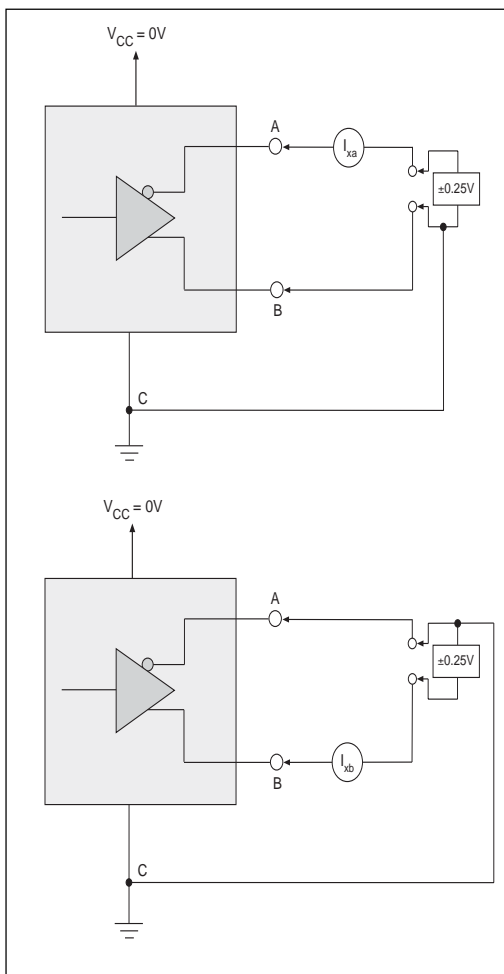 V_CC = 0V
A
I_xa
±0.25V
B
C
V_CC = 0V
A
±0.25V
B
I_xb
C